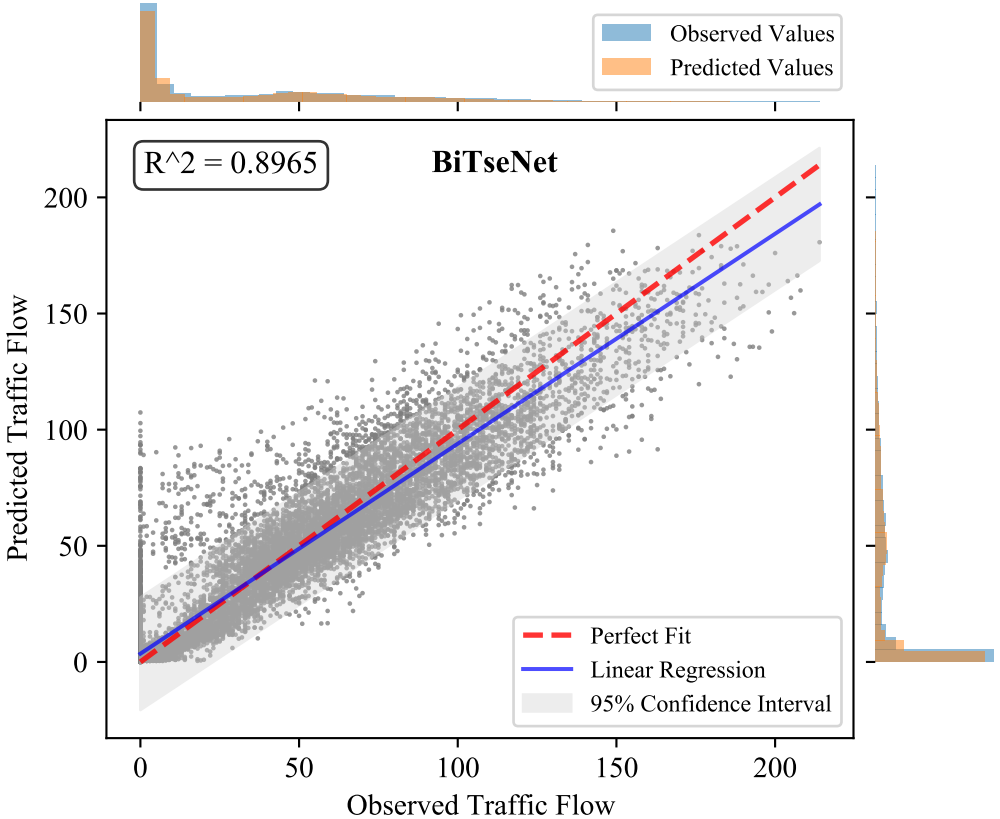 Observed Values
Predicted Values
R^2 = 0.8965
BiTseNet
Predicted Traffic Flow
200
150
100
50
0
Perfect Fit
Linear Regression
95% Confidence Interval
0 50 100 150 200
Observed Traffic Flow